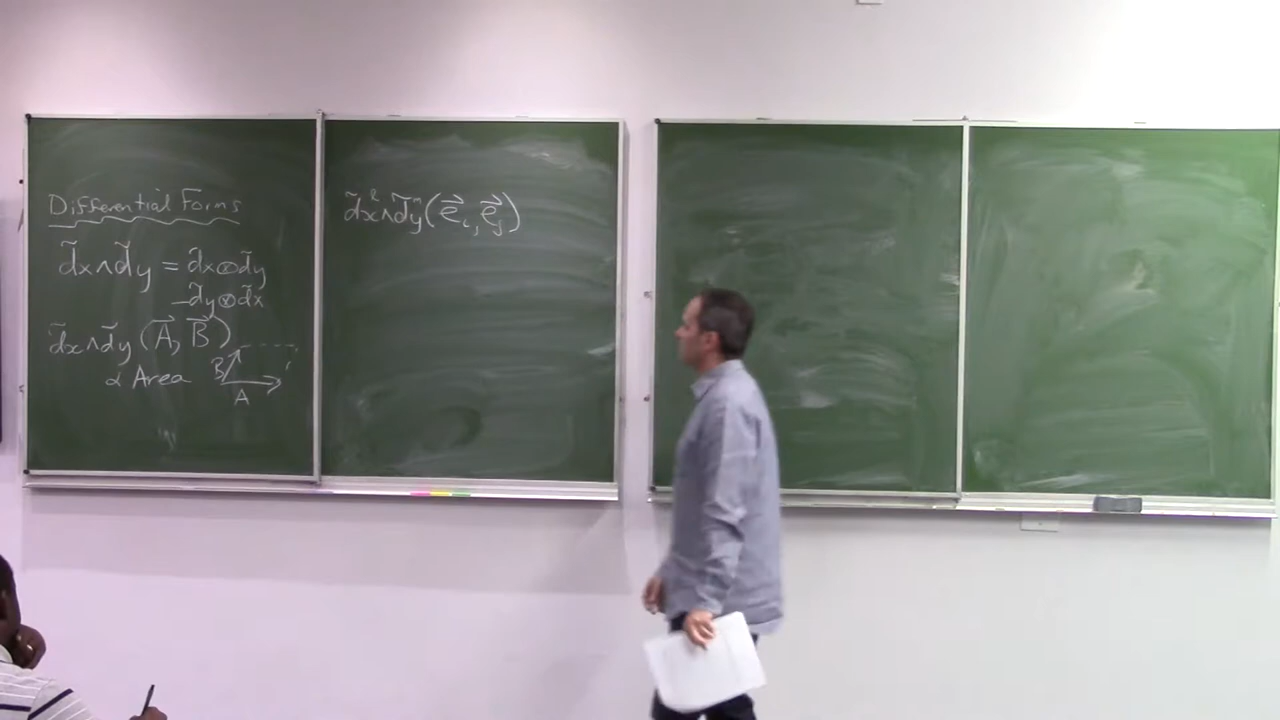 Differential Forms
d̃x∧d̃y = d̃x⊗d̃y
−d̃y⊗d̃x
d̃x∧d̃y (A⃗, B⃗)
∝ Area
B
A
d̃x∧d̃y(e⃗ᵢ, e⃗ⱼ)